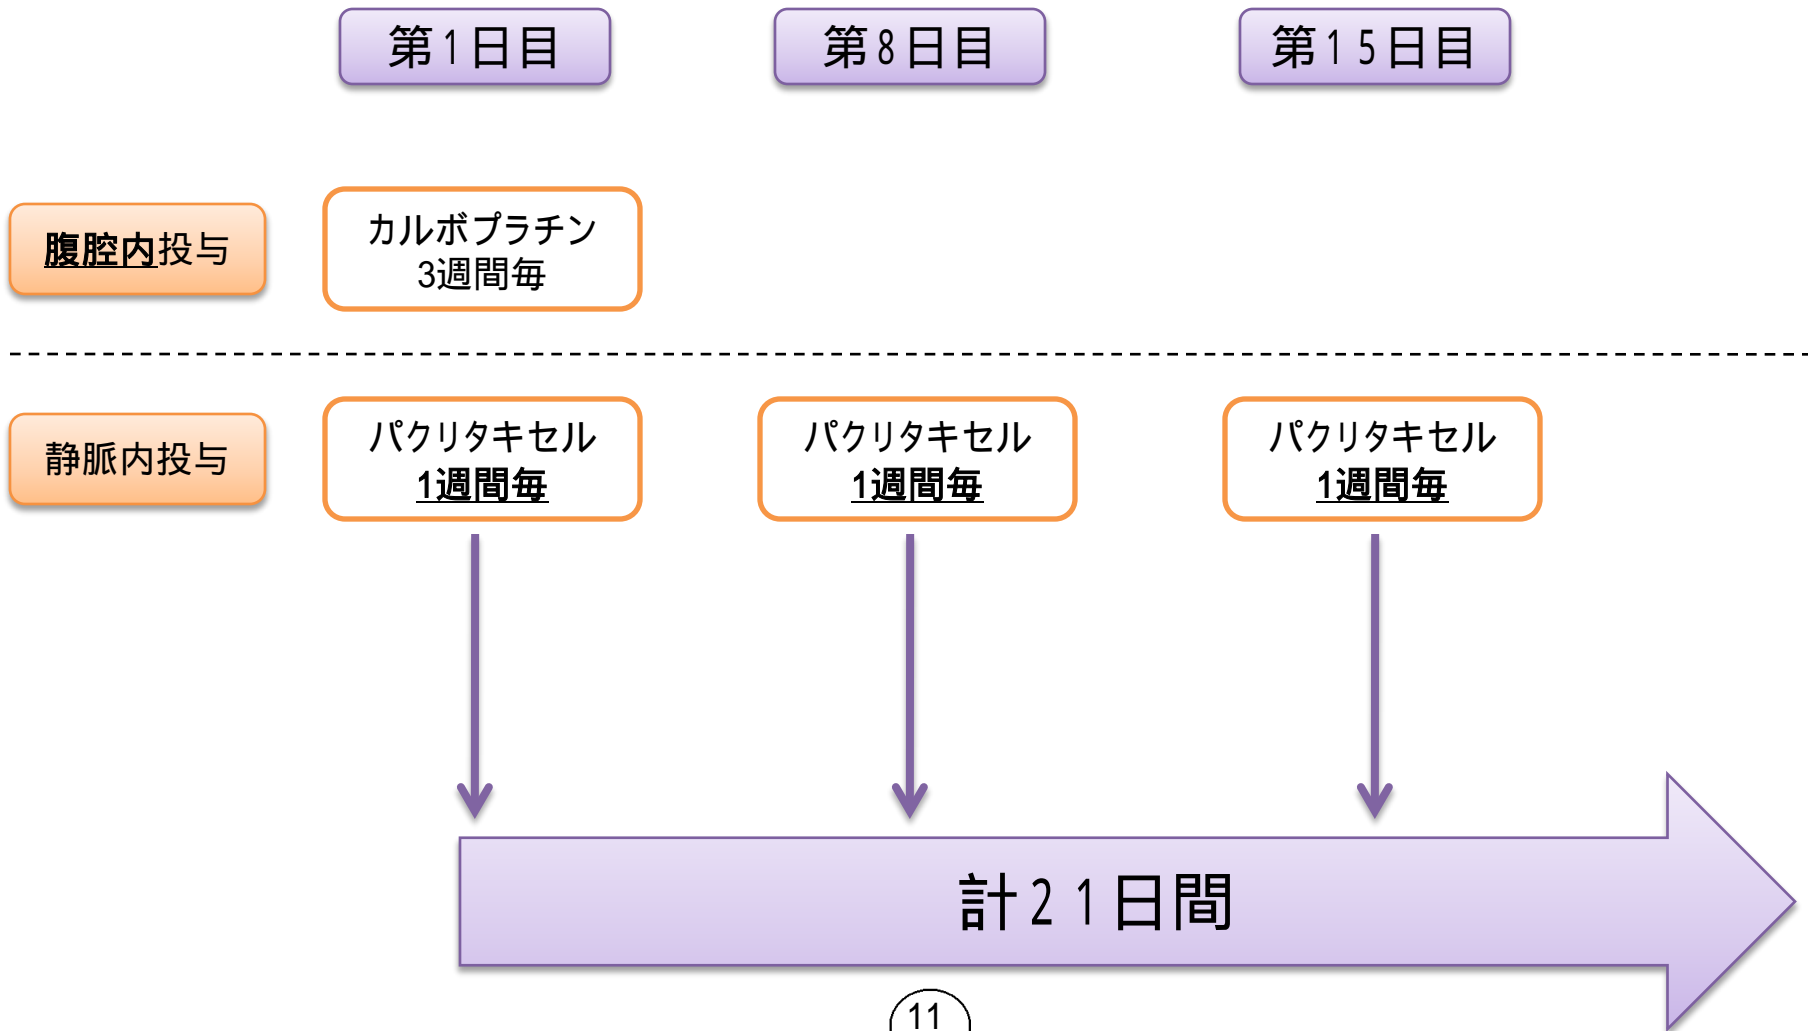 第1日目
第8日目
第15日目
腹腔内投与
カルボプラチン
3週間毎
静脈内投与
パクリタキセル
1週間毎
パクリタキセル
1週間毎
パクリタキセル
1週間毎
計21日間
11